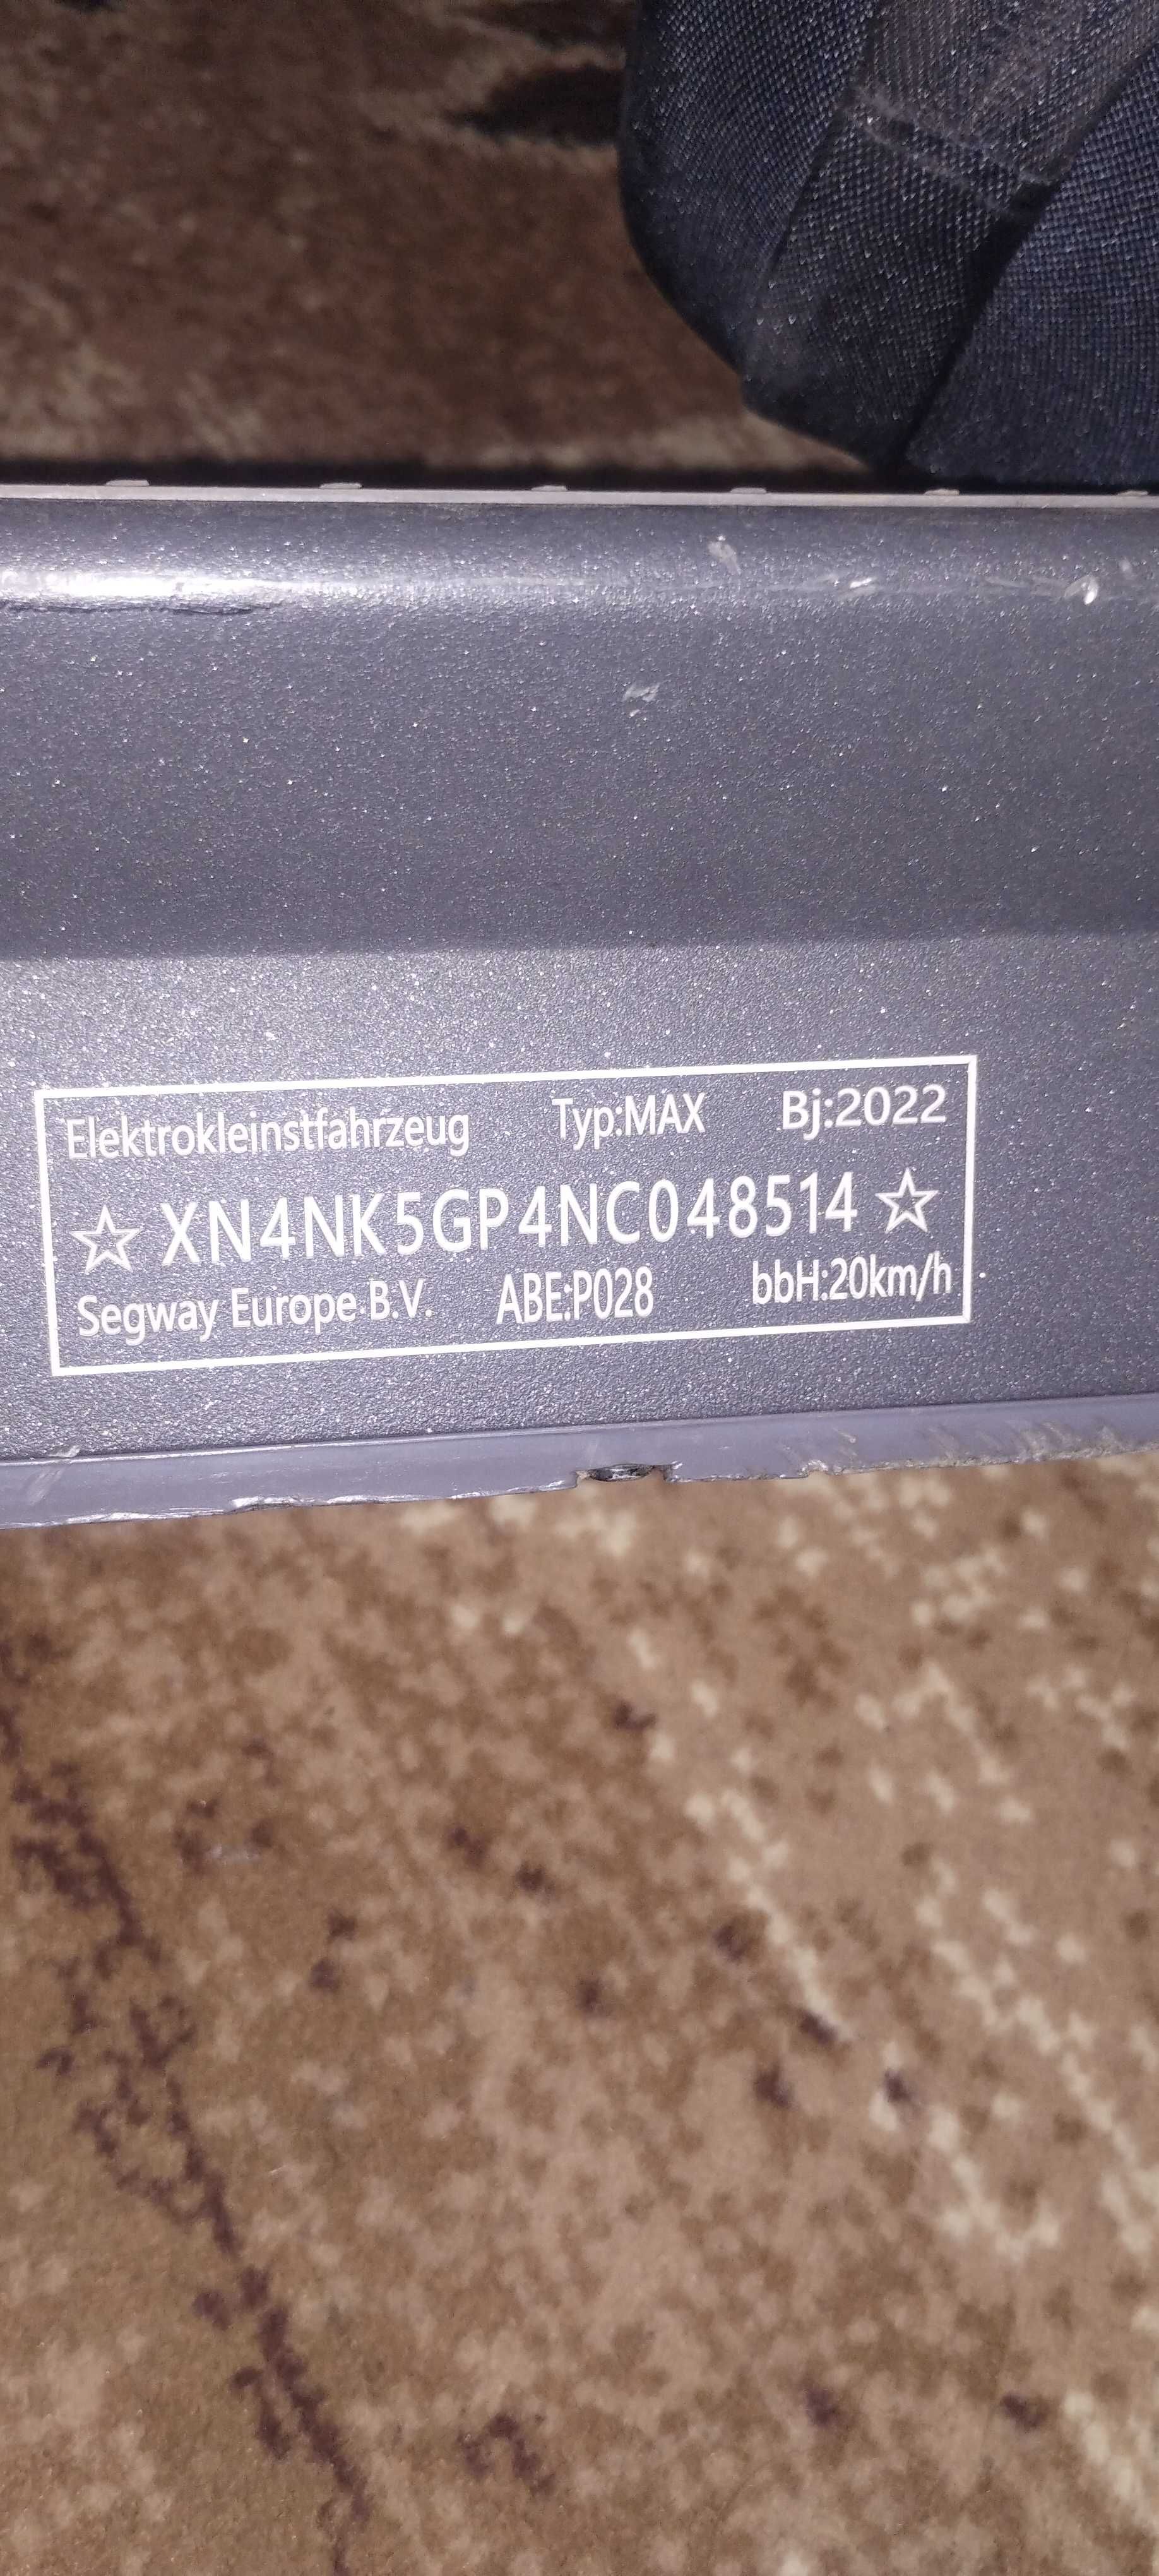 Elektrokleinstfahrzeug Typ:MAX Bj:2022
☆ XN4NK5GP4NC048514 ☆
Segway Europe B.V. ABE:P028 bbH:20km/h